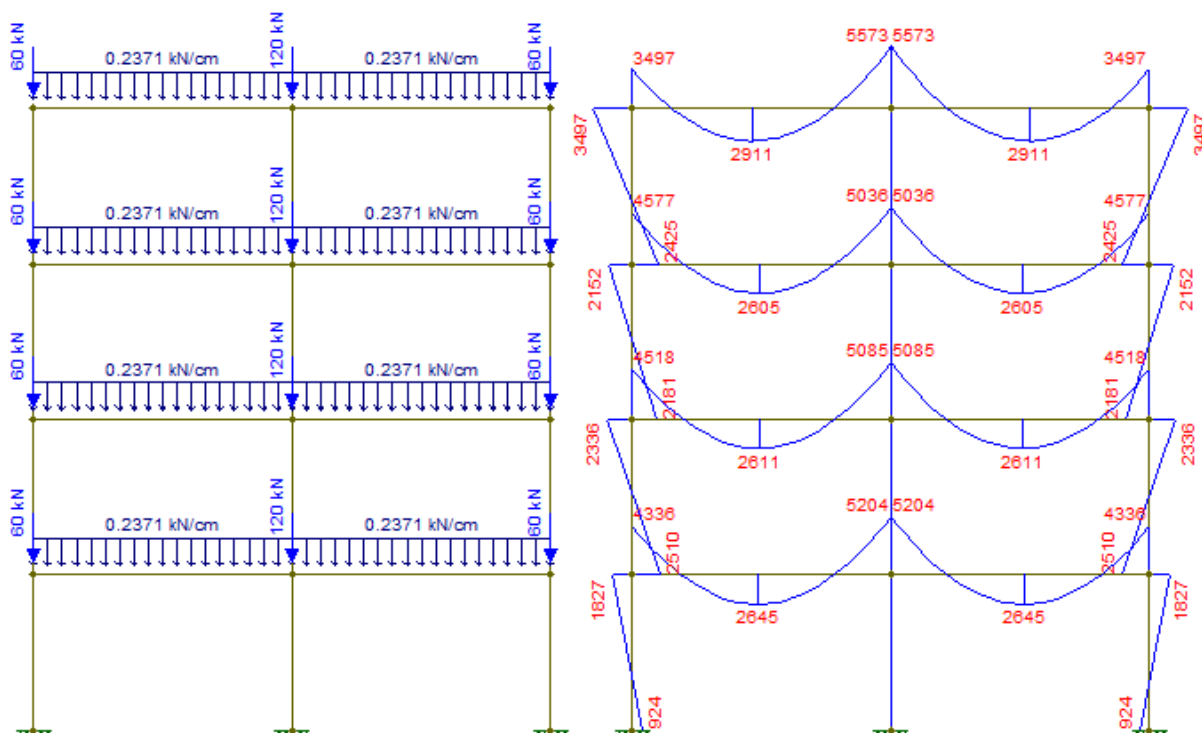 60 kN
0.2371 kN/cm
120 kN
0.2371 kN/cm
60 kN
60 kN
0.2371 kN/cm
120 kN
0.2371 kN/cm
60 kN
60 kN
0.2371 kN/cm
120 kN
0.2371 kN/cm
60 kN
60 kN
0.2371 kN/cm
120 kN
0.2371 kN/cm
60 kN
5573 5573
3497
3497
3497
3497
2911
2911
4577
5036 5036
4577
2425
2425
2152
2152
2605
2605
4518
5085 5085
4518
2181
2181
2336
2336
2611
2611
4336
5204 5204
4336
2510
2510
1827
1827
2645
2645
924
924